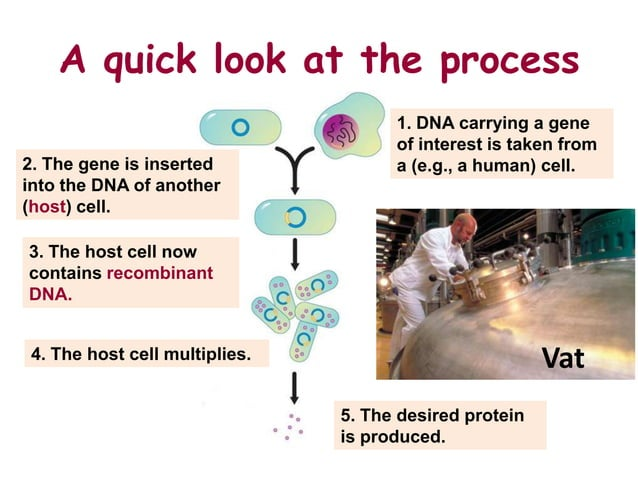 A quick look at the process
1. DNA carrying a gene
of interest is taken from
a (e.g., a human) cell.
2. The gene is inserted
into the DNA of another
(host) cell.
3. The host cell now
contains recombinant
DNA.
4. The host cell multiplies.
Vat
5. The desired protein
is produced.